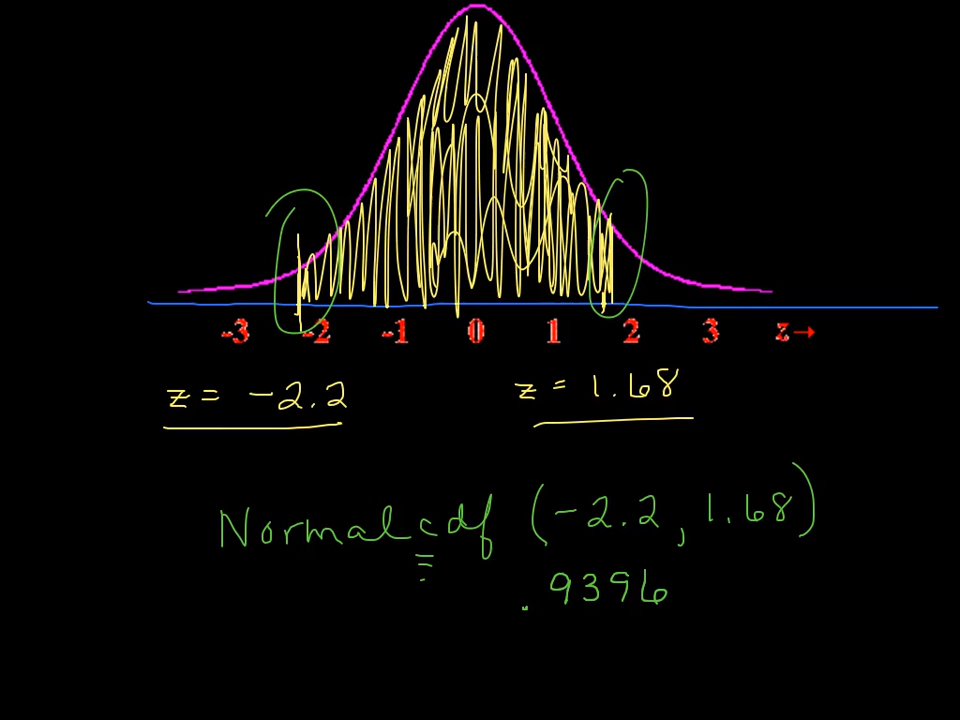 -3 -2 -1 0 1 2 3 z→
z = -2.2 z = 1.68
Normalcdf (-2.2, 1.68)
.9396